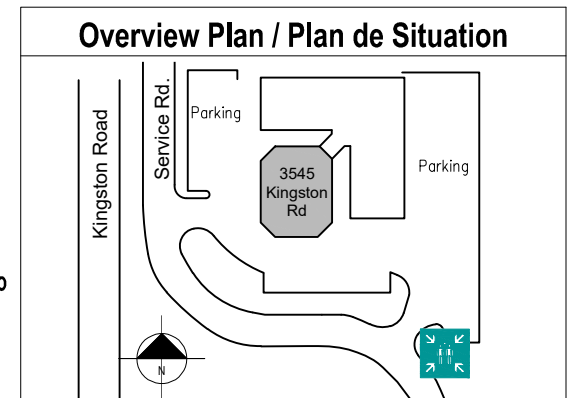 Overview Plan / Plan de Situation
Kingston Road
Service Rd.
Parking
3545
Kingston
Rd
Parking
N